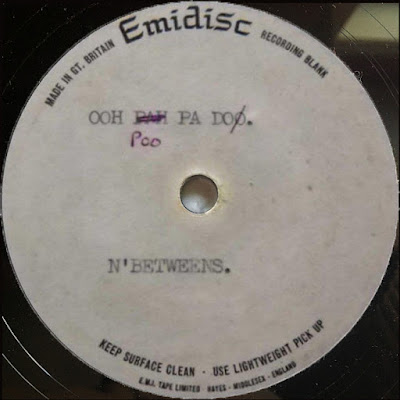 Emidisc
MADE IN GT. BRITAIN
RECORDING BLANK
OOH PAH PA DOO.
Poo
N'BETWEENS.
KEEP SURFACE CLEAN · USE LIGHTWEIGHT PICK UP
E.M.I. TAPE LIMITED · HAYES · MIDDLESEX · ENGLAND